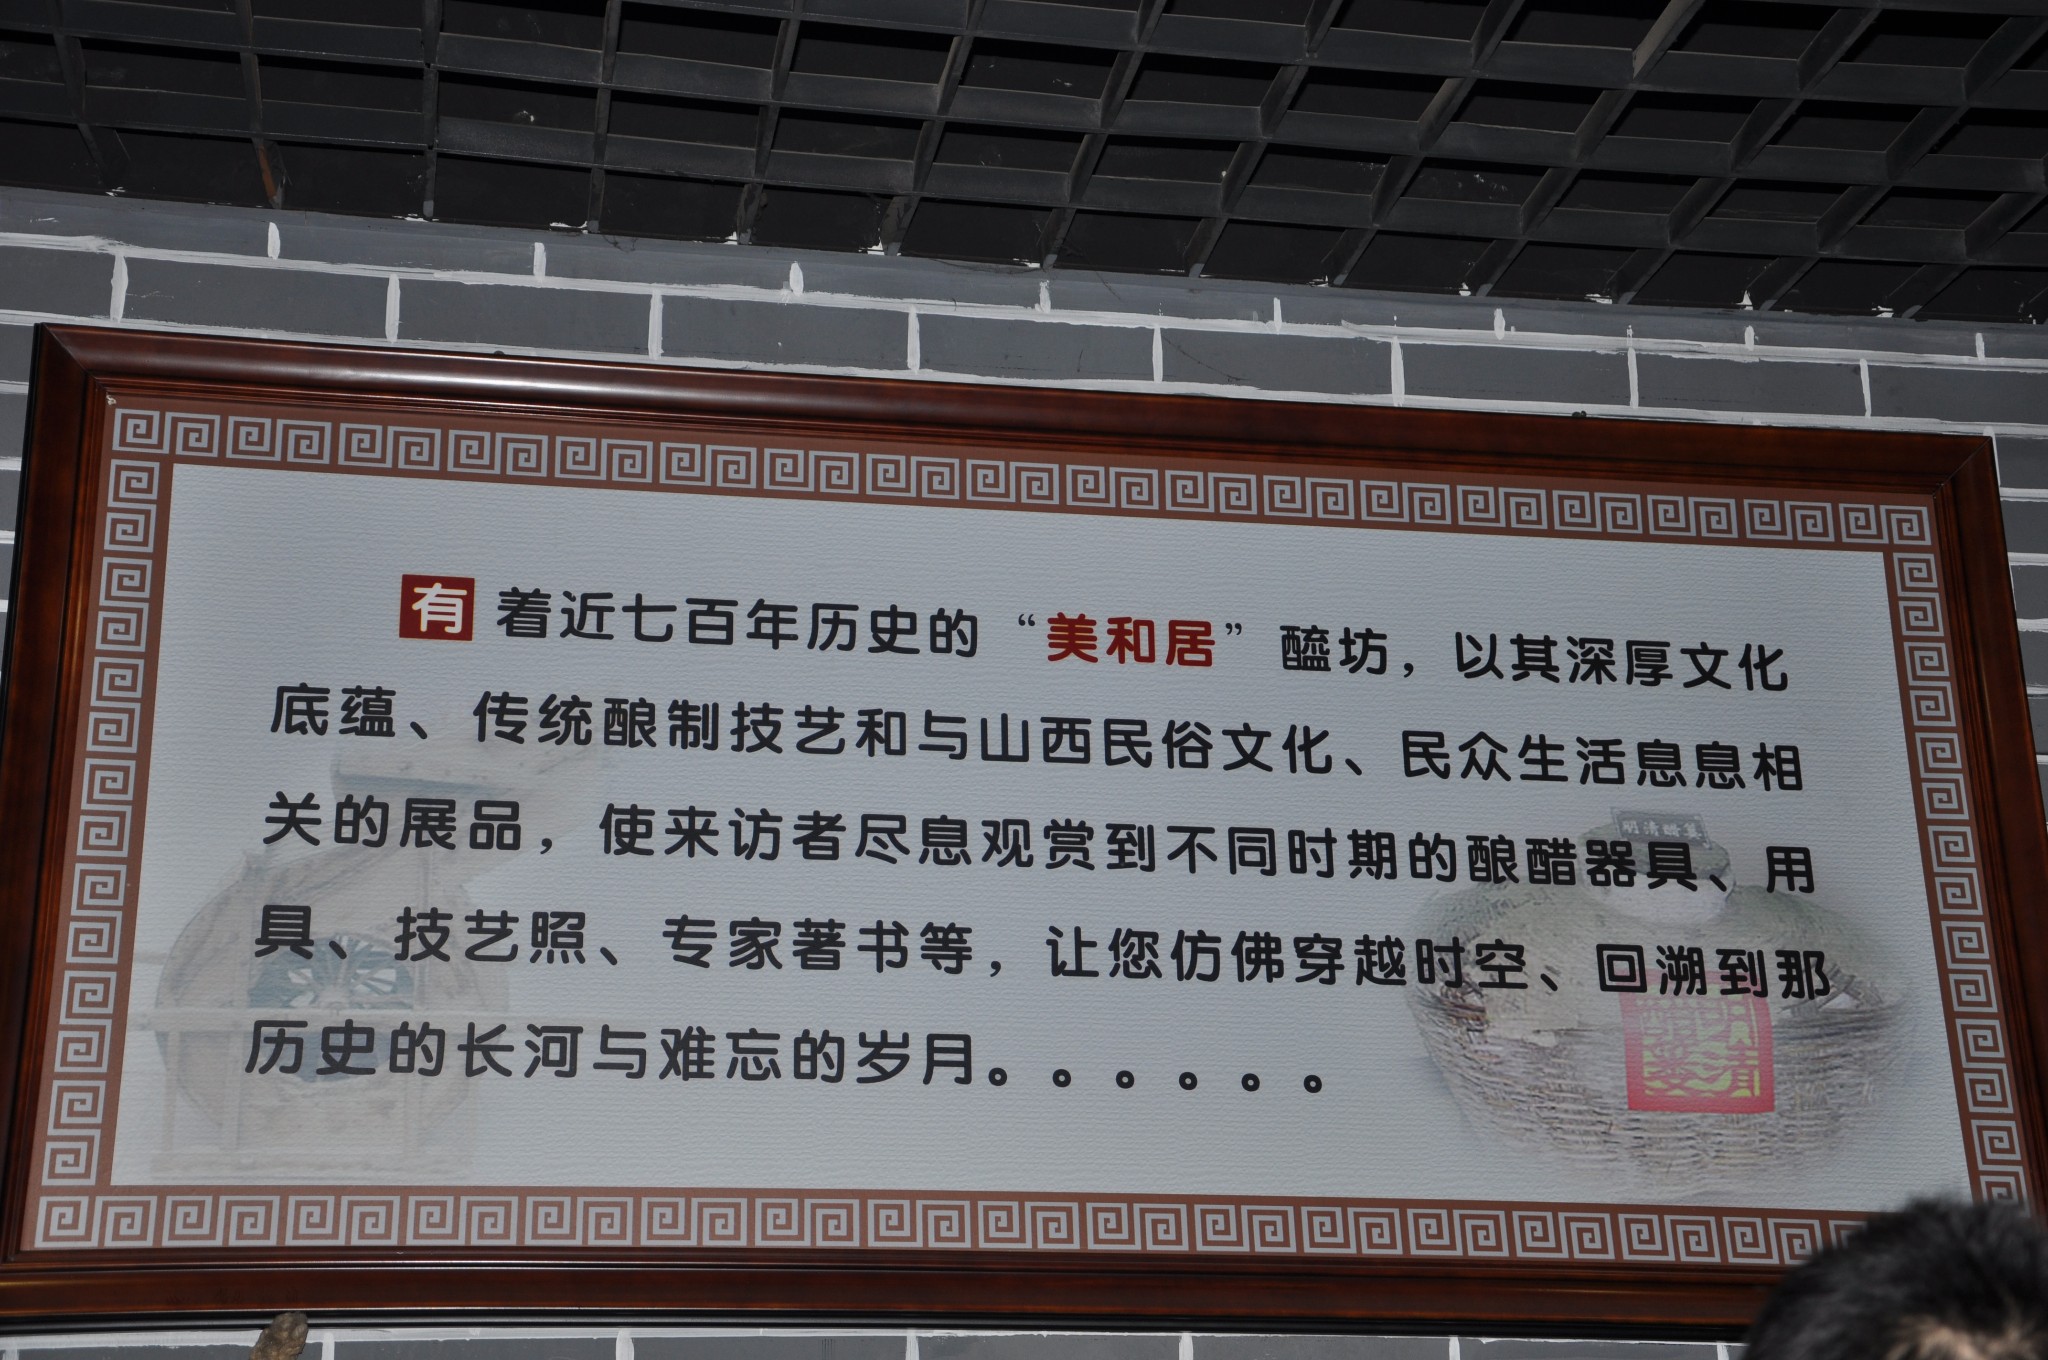 有着近七百年历史的“美和居”醯坊，以其深厚文化
底蕴、传统酿制技艺和与山西民俗文化、民众生活息息相
关的展品，使来访者尽息观赏到不同时期的酿醋器具、用
具、技艺照、专家著书等，让您仿佛穿越时空、回溯到那
历史的长河与难忘的岁月。。。。。。